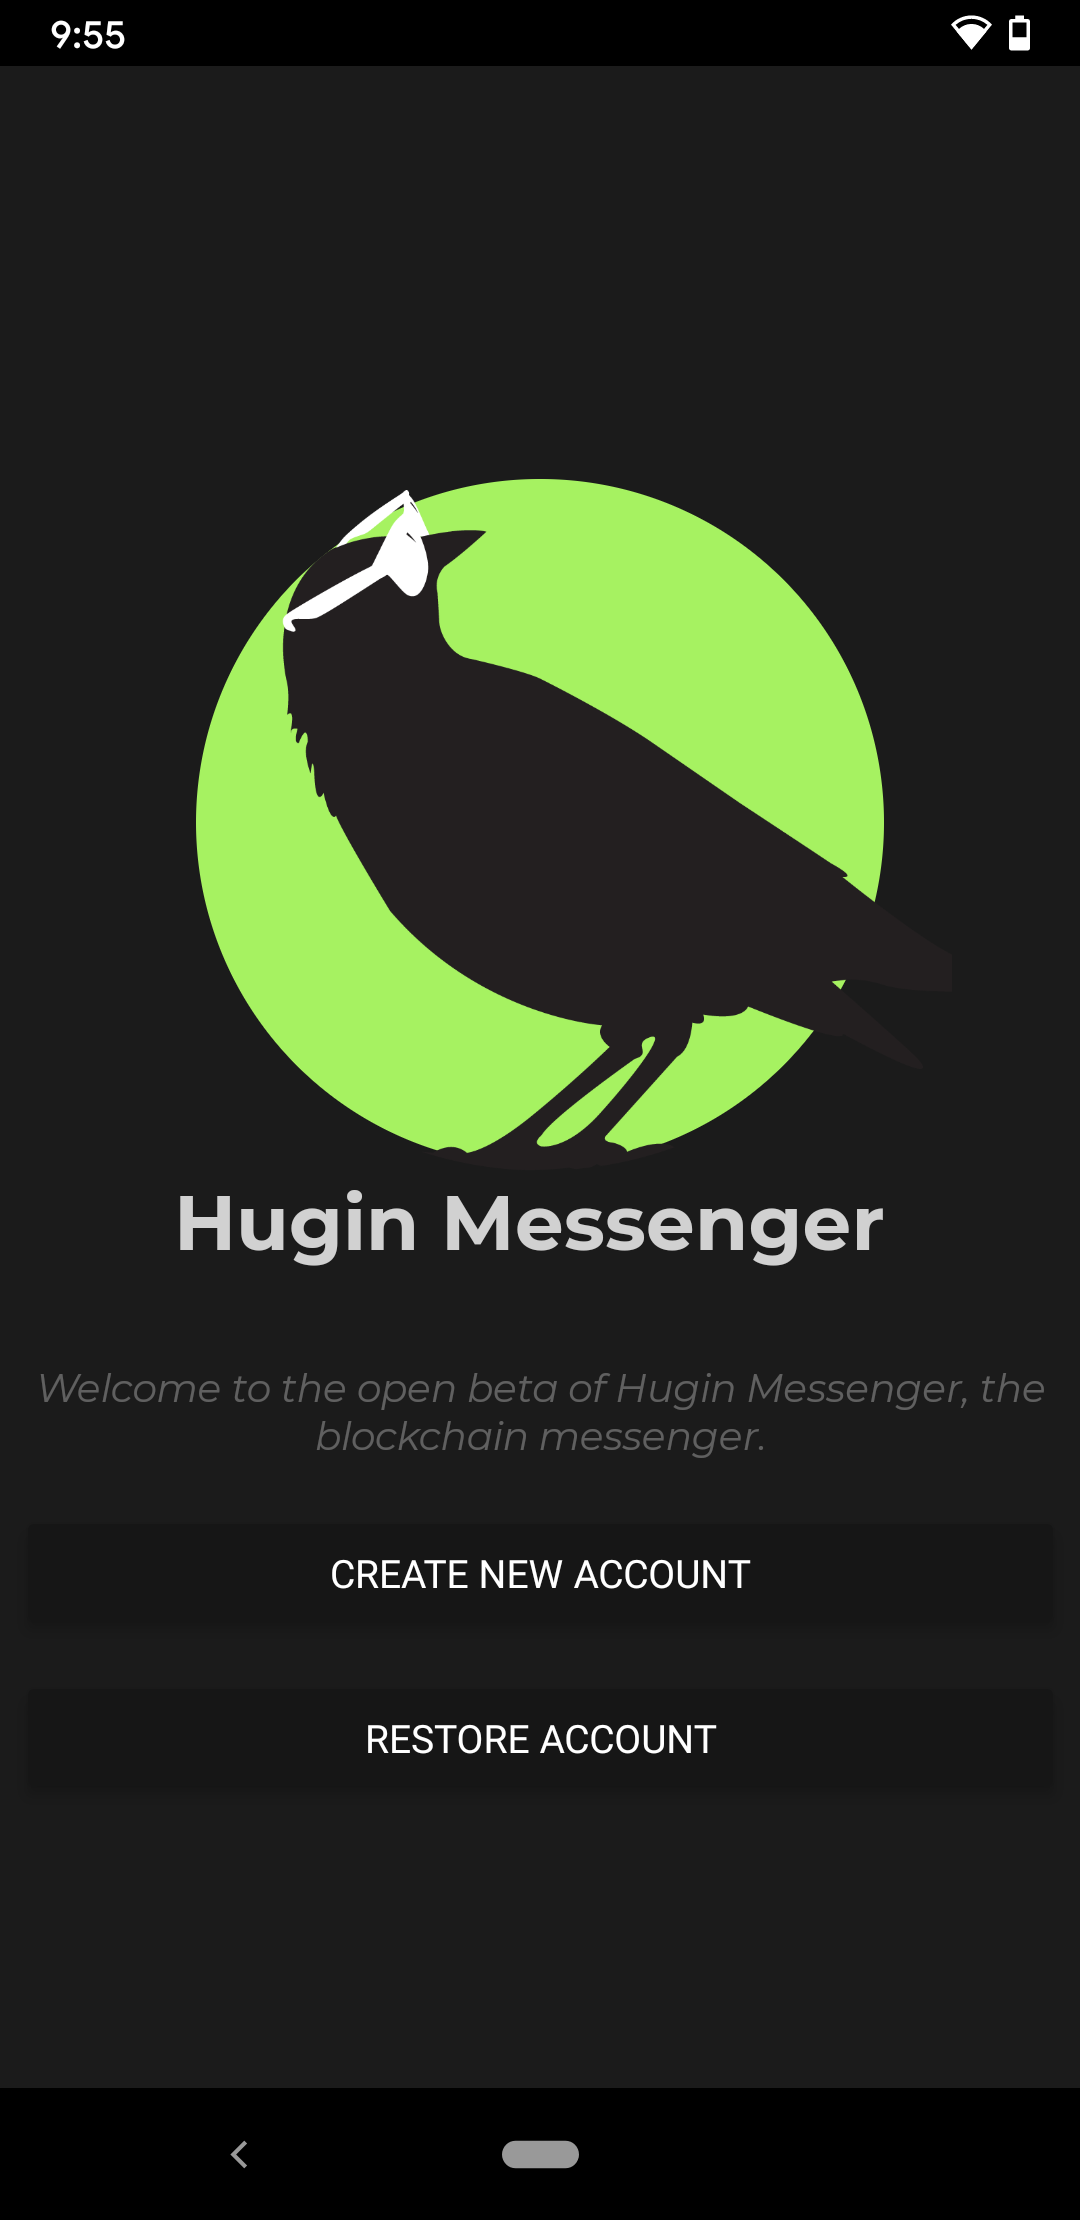 9:55
Hugin Messenger
Welcome to the open beta of Hugin Messenger, the
blockchain messenger.
CREATE NEW ACCOUNT
RESTORE ACCOUNT